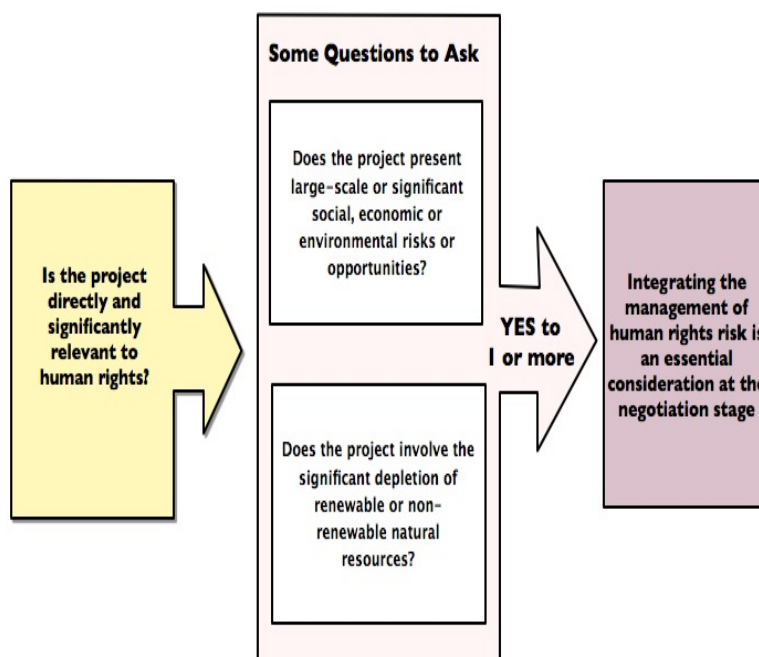 Is the project
directly and
significantly
relevant to
human rights?
Some Questions to Ask
Does the project present
large-scale or significant
social, economic or
environmental risks or
opportunities?
Does the project involve the
significant depletion of
renewable or non-
renewable natural
resources?
YES to
1 or more
Integrating the
management of
human rights risk is
an essential
consideration at the
negotiation stage